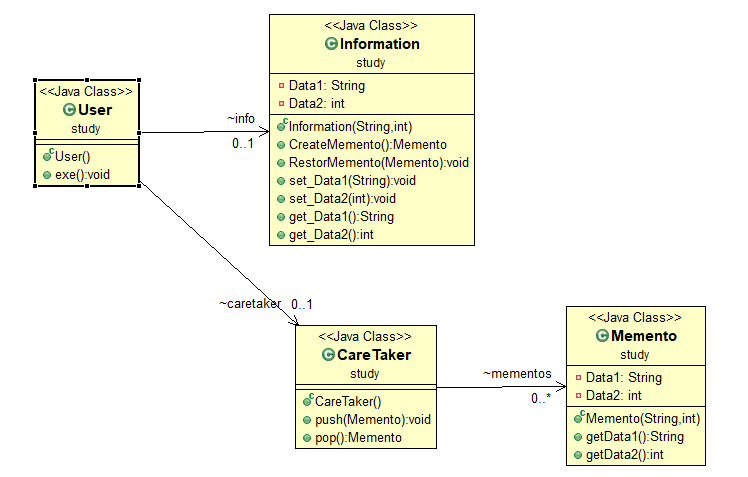 <<Java Class>>
Information
study
Data1: String
Data2: int
Information(String,int)
CreateMemento():Memento
RestorMemento(Memento):void
set_Data1(String):void
set_Data2(int):void
get_Data1():String
get_Data2():int
<<Java Class>>
User
study
User()
exe():void
~info
0..1
~caretaker
0..1
<<Java Class>>
CareTaker
study
CareTaker()
push(Memento):void
pop():Memento
~mementos
0..*
<<Java Class>>
Memento
study
Data1: String
Data2: int
Memento(String,int)
getData1():String
getData2():int